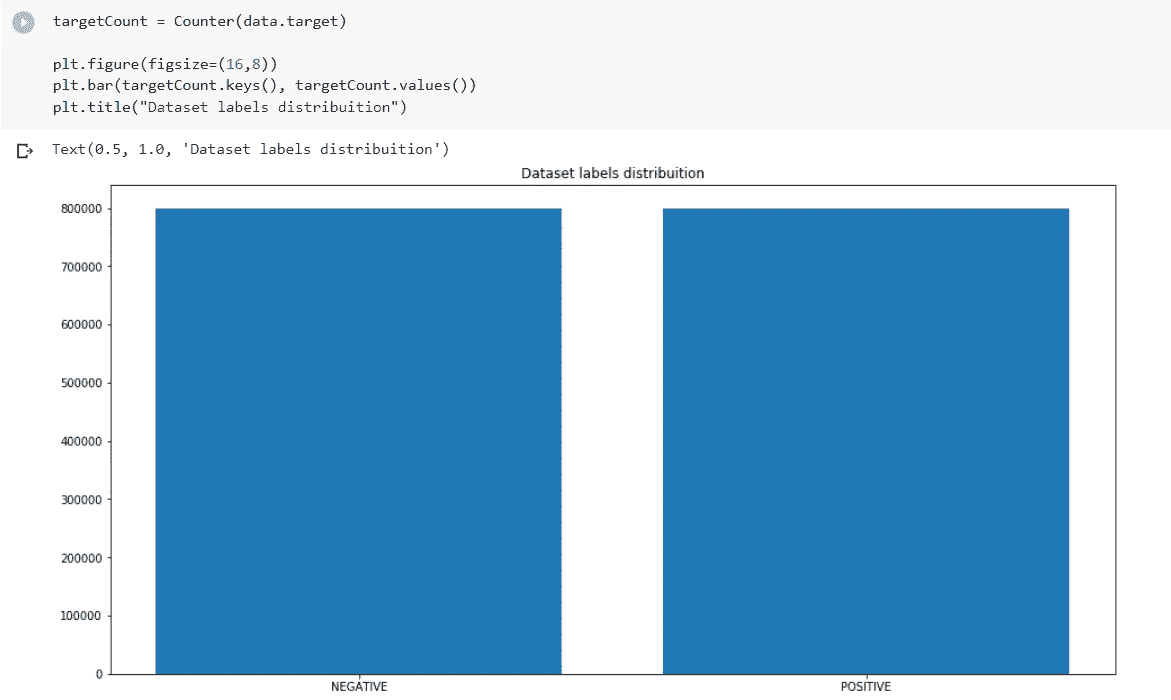 targetCount = Counter(data.target)
plt.figure(figsize=(16,8))
plt.bar(targetCount.keys(), targetCount.values())
plt.title("Dataset labels distribuition")
Text(0.5, 1.0, 'Dataset labels distribuition')
Dataset labels distribuition
800000
700000
600000
500000
400000
300000
200000
100000
0
NEGATIVE POSITIVE